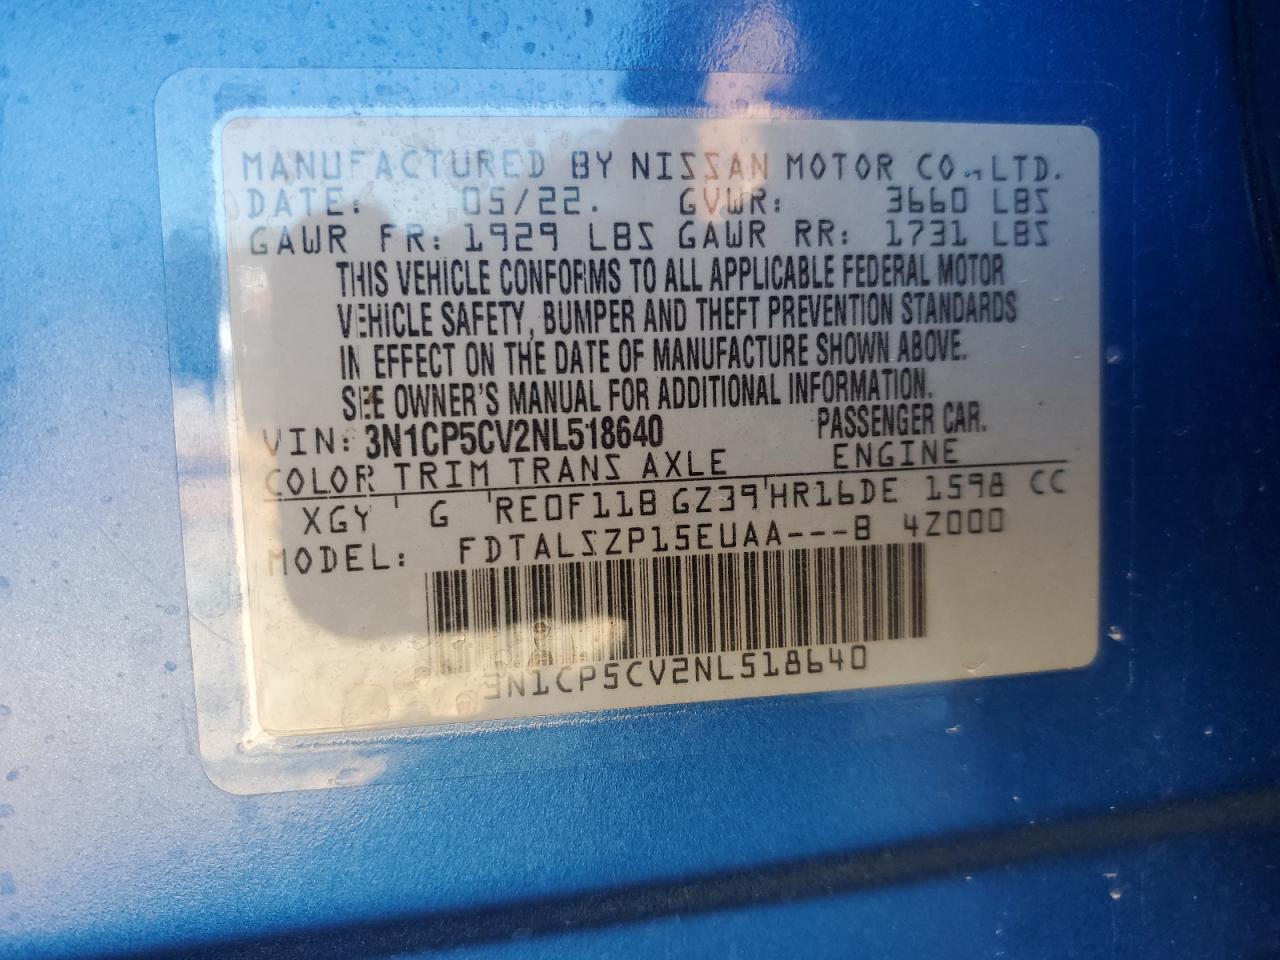 MANUFACTURED BY NISSAN MOTOR CO., LTD.
DATE: 05/22. GVWR: 3660 LBS
GAWR FR: 1929 LBS GAWR RR: 1731 LBS
THIS VEHICLE CONFORMS TO ALL APPLICABLE FEDERAL MOTOR
VEHICLE SAFETY, BUMPER AND THEFT PREVENTION STANDARDS
IN EFFECT ON THE DATE OF MANUFACTURE SHOWN ABOVE.
SEE OWNER'S MANUAL FOR ADDITIONAL INFORMATION.
VIN: 3N1CP5CV2NL518640 PASSENGER CAR.
COLOR TRIM TRANS AXLE ENGINE
XGY ' G ' RE0F11B GZ39 ' HR16DE 1598 CC
MODEL: FDTALSZP15EUAA---B 4Z000
3N1CP5CV2NL518640